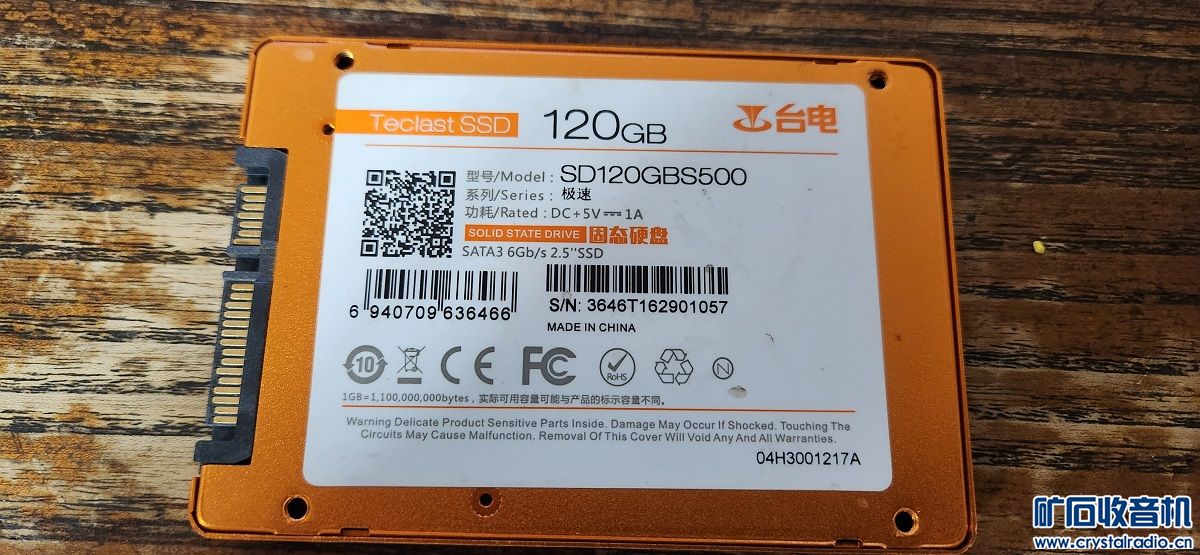 Teclast SSD 120GB 台电
型号/Model : SD120GBS500
系列/Series : 极速
功耗/Rated : DC+5V⎓1A
SOLID STATE DRIVE 固态硬盘
SATA3 6Gb/s 2.5"SSD
6 940709 636466
S/N: 3646T162901057
MADE IN CHINA
10 CE FC RoHS N
1GB=1,100,000,000bytes , 实际可用容量可能与产品的标示容量不同。
Warning Delicate Product Sensitive Parts Inside. Damage May Occur If Shocked. Touching The
Circuits May Cause Malfunction. Removal Of This Cover Will Void Any And All Warranties.
04H3001217A
矿石收音机
www.crystalradio.cn